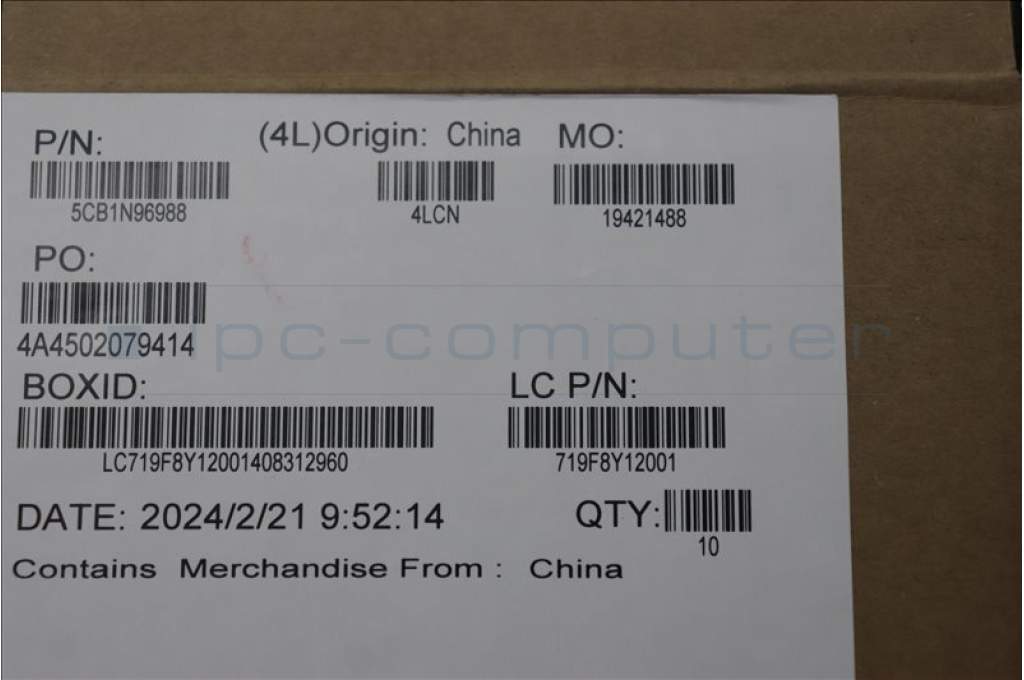 P/N: (4L)Origin: China MO:
5CB1N96988 4LCN 19421488
PO:
4A4502079414
ipc-computer
BOXID: LC P/N:
LC719F8Y12001408312960 719F8Y12001
DATE: 2024/2/21 9:52:14 QTY:
10
Contains Merchandise From : China